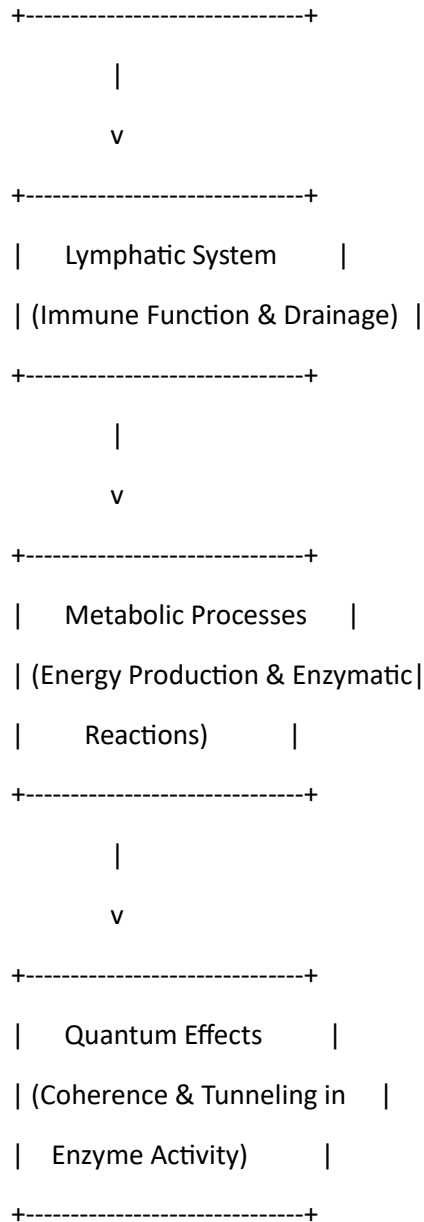 +-------------------------------+
|
v
+-------------------------------+
| Lymphatic System |
| (Immune Function & Drainage) |
+-------------------------------+
|
v
+-------------------------------+
| Metabolic Processes |
| (Energy Production & Enzymatic|
| Reactions) |
+-------------------------------+
|
v
+-------------------------------+
| Quantum Effects |
| (Coherence & Tunneling in |
| Enzyme Activity) |
+-------------------------------+